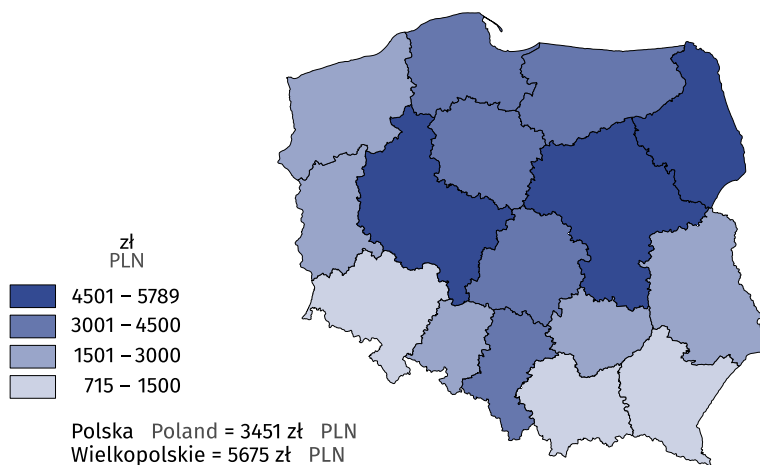 zł
PLN
4501 – 5789
3001 – 4500
1501 – 3000
715 – 1500
Polska Poland = 3451 zł PLN
Wielkopolskie = 5675 zł PLN